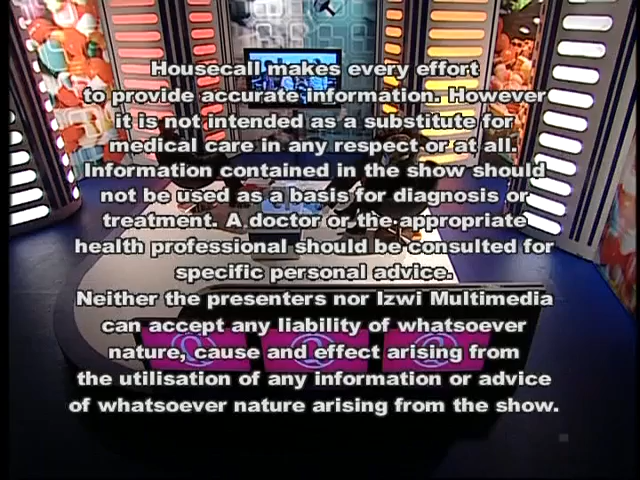 Housecall makes every effort
to provide accurate information. However
it is not intended as a substitute for
medical care in any respect or at all.
Information contained in the show should
not be used as a basis for diagnosis or
treatment. A doctor or the appropriate
health professional should be consulted for
specific personal advice.
Neither the presenters nor Izwi Multimedia
can accept any liability of whatsoever
nature, cause and effect arising from
the utilisation of any information or advice
of whatsoever nature arising from the show.